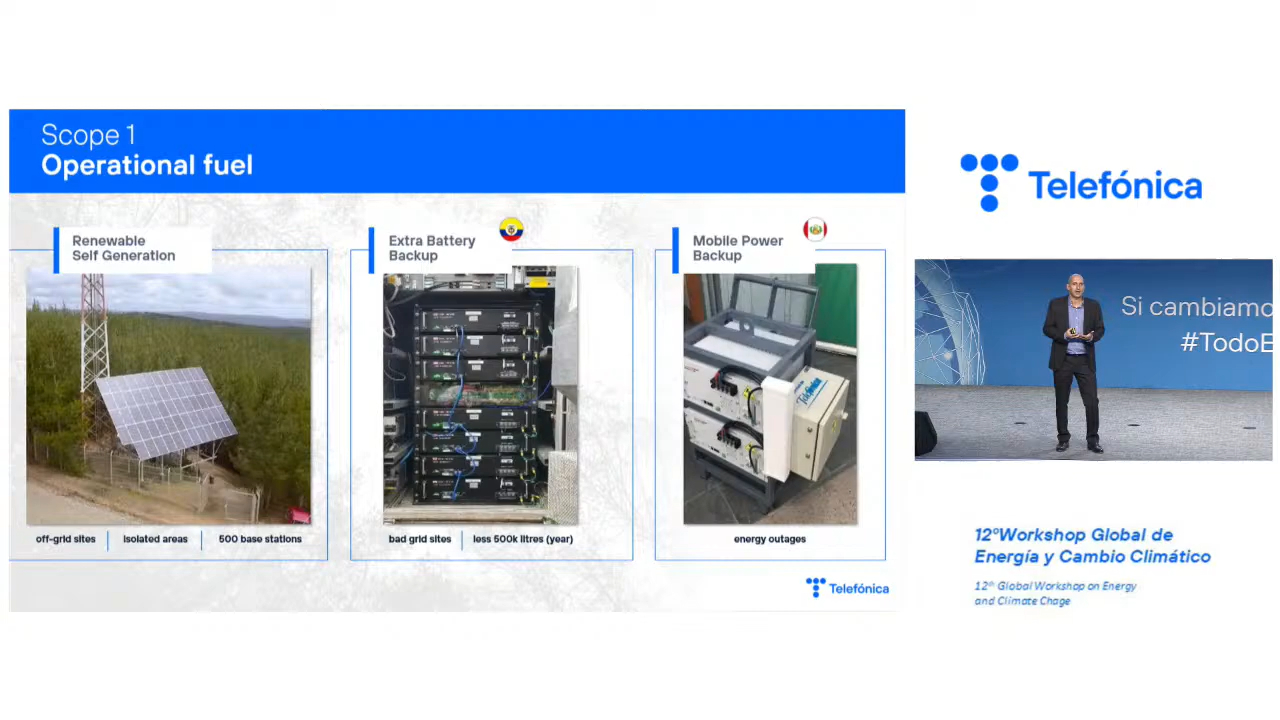 Scope 1
Operational fuel
Renewable
Self Generation
off-grid sites
isolated areas
500 base stations
Extra Battery
Backup
bad grid sites
less 500k litres (year)
Mobile Power
Backup
Telefónica
energy outages
Telefónica
Telefónica
Si cambiamo
#TodoE
12ºWorkshop Global de
Energía y Cambio Climático
12th Global Workshop on Energy
and Climate Chage